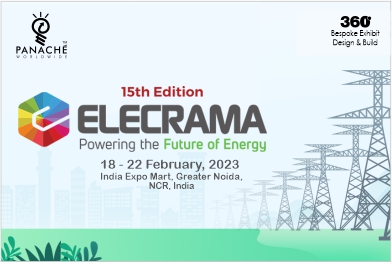 PANACHÉ
WORLDWIDE
360°
Bespoke Exhibit
Design & Build
15th Edition
ELECRAMA
Powering the Future of Energy
18 - 22 February, 2023
India Expo Mart, Greater Noida,
NCR, India